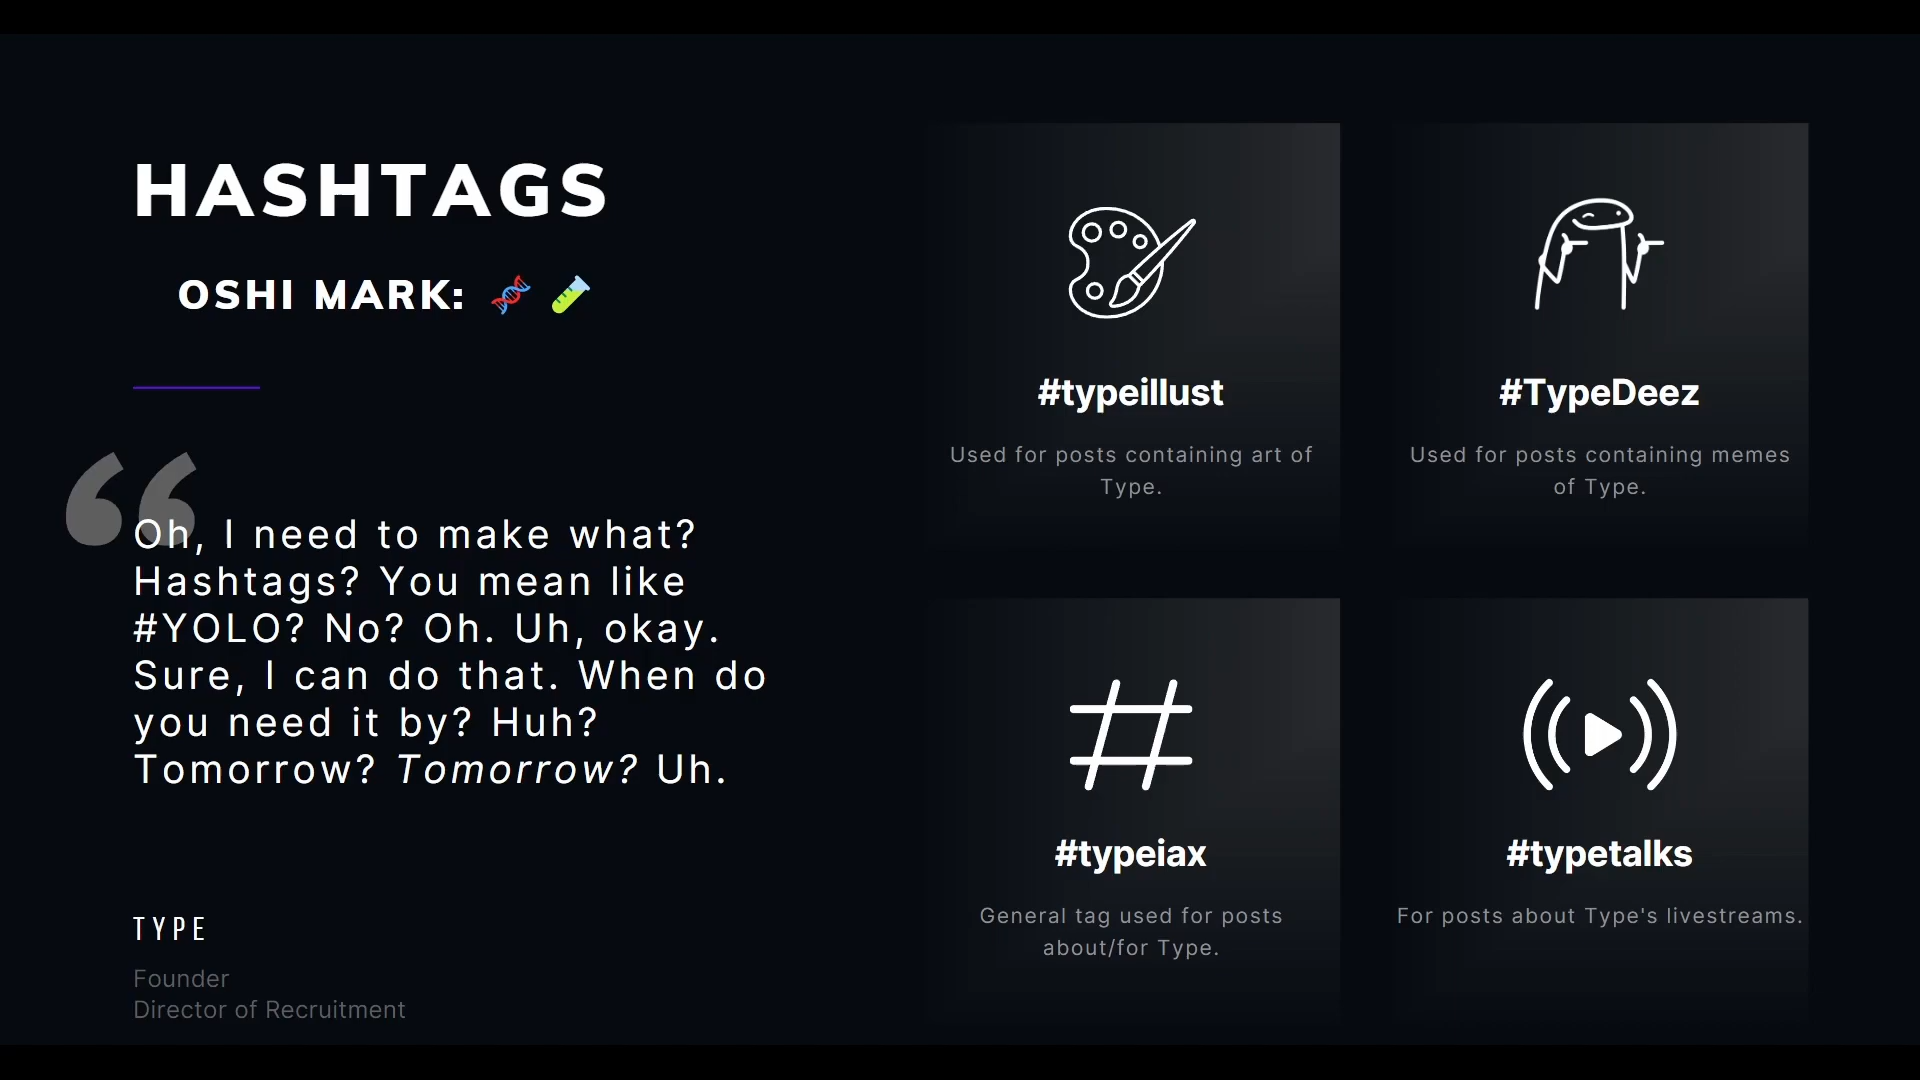 HASHTAGS
OSHI MARK: 🧬 🧪
“
Oh, I need to make what?
Hashtags? You mean like
#YOLO? No? Oh. Uh, okay.
Sure, I can do that. When do
you need it by? Huh?
Tomorrow? Tomorrow? Uh.
TYPE
Founder
Director of Recruitment
#typeillust
Used for posts containing art of
Type.
#TypeDeez
Used for posts containing memes
of Type.
#typeiax
General tag used for posts
about/for Type.
#typetalks
For posts about Type's livestreams.